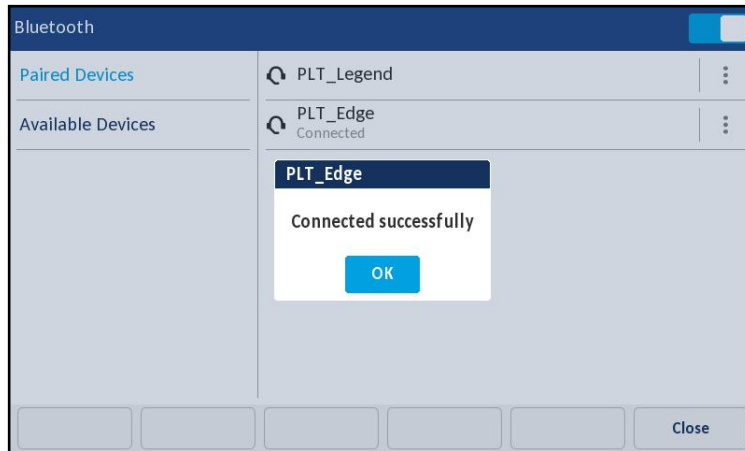 Bluetooth
Paired Devices
PLT_Legend
Available Devices
PLT_Edge
Connected
PLT_Edge
Connected successfully
OK
Close